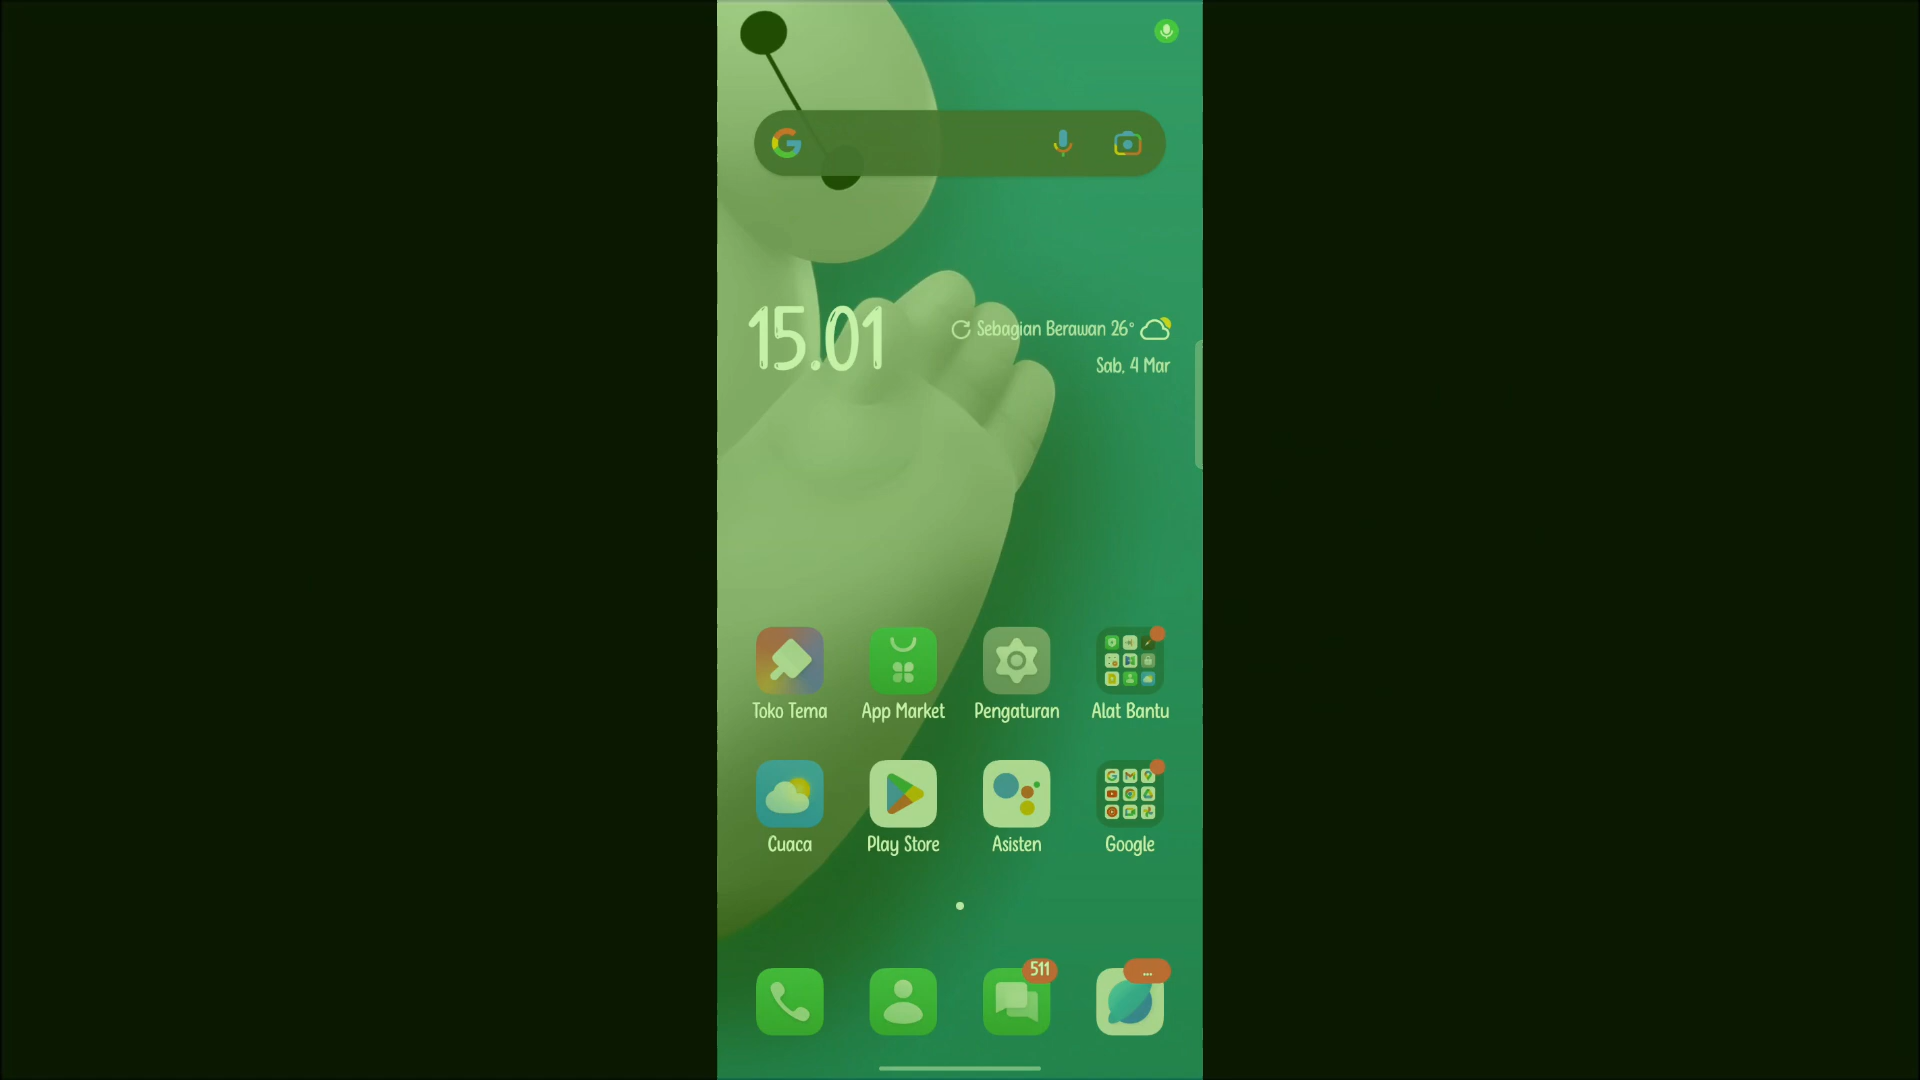 15.01
Sebagian Berawan 26°
Sab, 4 Mar
Toko Tema
App Market
Pengaturan
Alat Bantu
Cuaca
Play Store
Asisten
Google
511
...